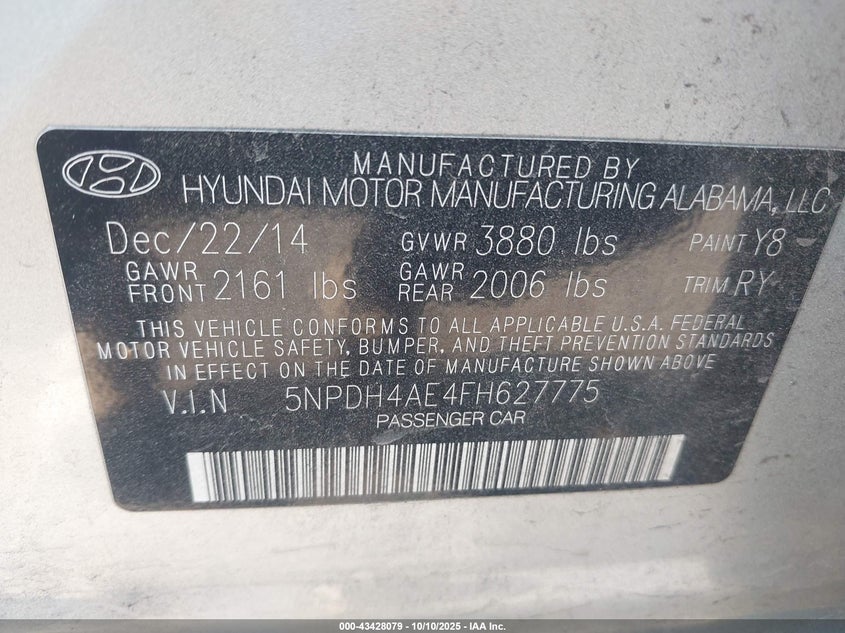 MANUFACTURED BY
HYUNDAI MOTOR MANUFACTURING ALABAMA, LLC
Dec/22/14 GVWR 3880 lbs PAINT Y8
GAWR FRONT 2161 lbs GAWR REAR 2006 lbs TRIM RY
THIS VEHICLE CONFORMS TO ALL APPLICABLE U.S.A. FEDERAL
MOTOR VEHICLE SAFETY, BUMPER, AND THEFT PREVENTION STANDARDS
IN EFFECT ON THE DATE OF MANUFACTURE SHOWN ABOVE
V.I.N 5NPDH4AE4FH627775
PASSENGER CAR
000-43428079 - 10/10/2025 - IAA Inc.